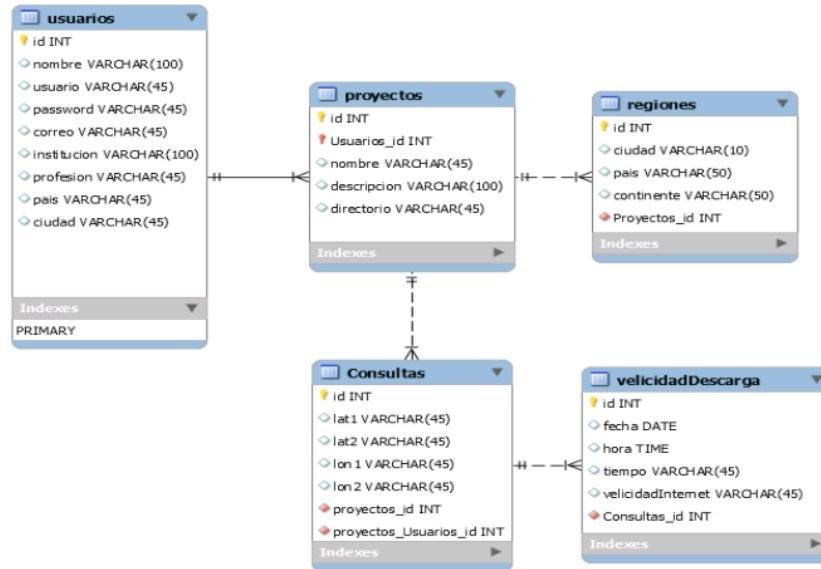 usuarios
id INT
nombre VARCHAR(100)
usuario VARCHAR(45)
password VARCHAR(45)
correo VARCHAR(45)
institucion VARCHAR(100)
profesion VARCHAR(45)
pais VARCHAR(45)
ciudad VARCHAR(45)
Indexes
PRIMARY
proyectos
id INT
Usuarios_id INT
nombre VARCHAR(45)
descripcion VARCHAR(100)
directorio VARCHAR(45)
Indexes
regiones
id INT
ciudad VARCHAR(10)
pais VARCHAR(50)
continente VARCHAR(50)
Proyectos_id INT
Indexes
Consultas
id INT
lat1 VARCHAR(45)
lat2 VARCHAR(45)
lon1 VARCHAR(45)
lon2 VARCHAR(45)
proyectos_id INT
proyectos_Usuarios_id INT
Indexes
velicidadDescarga
id INT
fecha DATE
hora TIME
tiempo VARCHAR(45)
velicidadInternet VARCHAR(45)
Consultas_id INT
Indexes